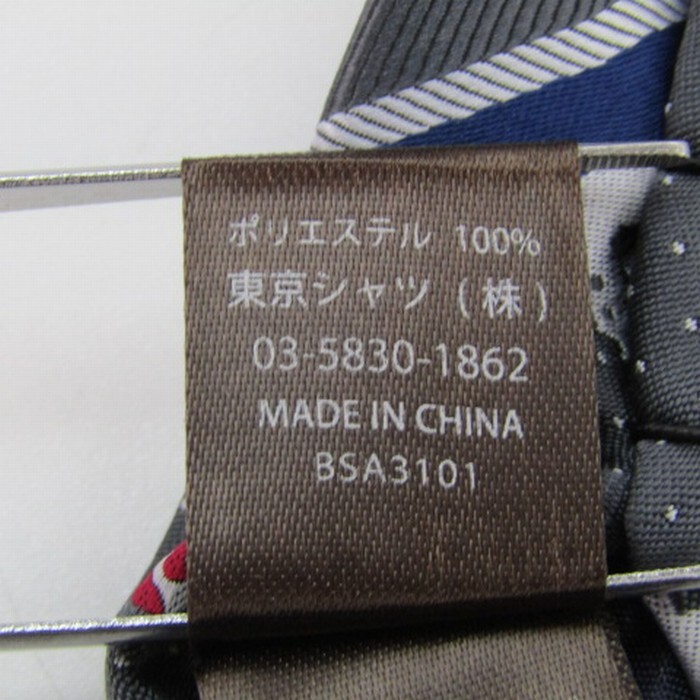 ポリエステル 100%
東京シャツ (株)
03-5830-1862
MADE IN CHINA
BSA3101